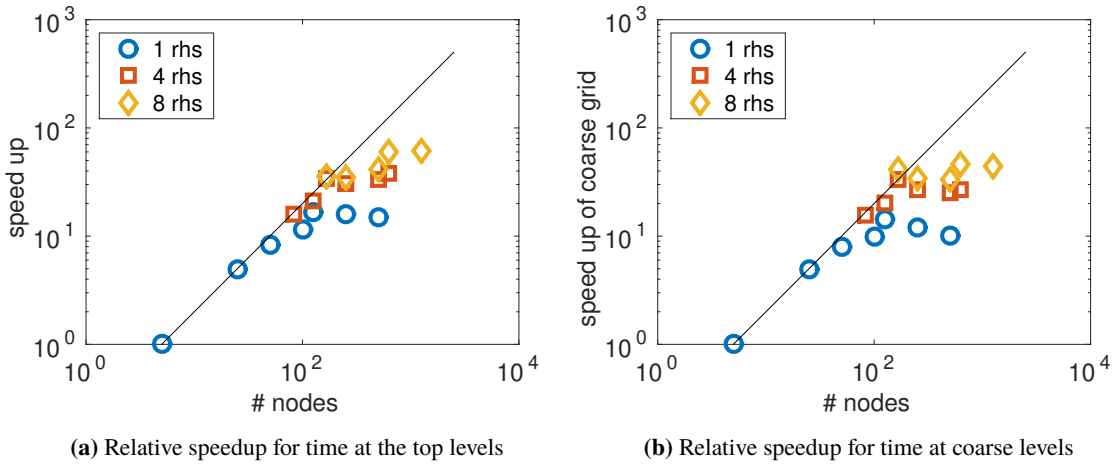 speed up
10^3
10^2
10^1
10^0
1 rhs
4 rhs
8 rhs
10^0
10^2
10^4
# nodes
(a) Relative speedup for time at the top levels
speed up of coarse grid
10^3
10^2
10^1
10^0
1 rhs
4 rhs
8 rhs
10^0
10^2
10^4
# nodes
(b) Relative speedup for time at coarse levels